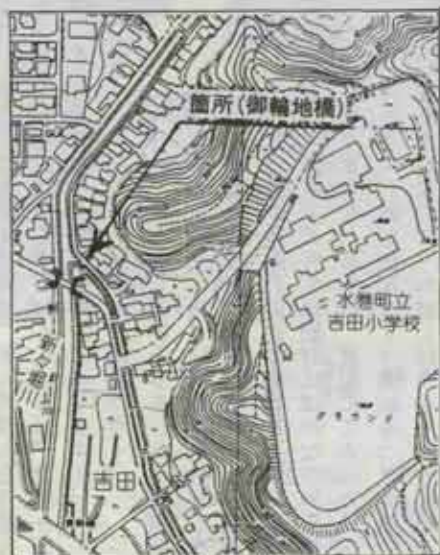 箇所(御輪地橋)
水巻町立
吉田小学校
グラウンド
吉田